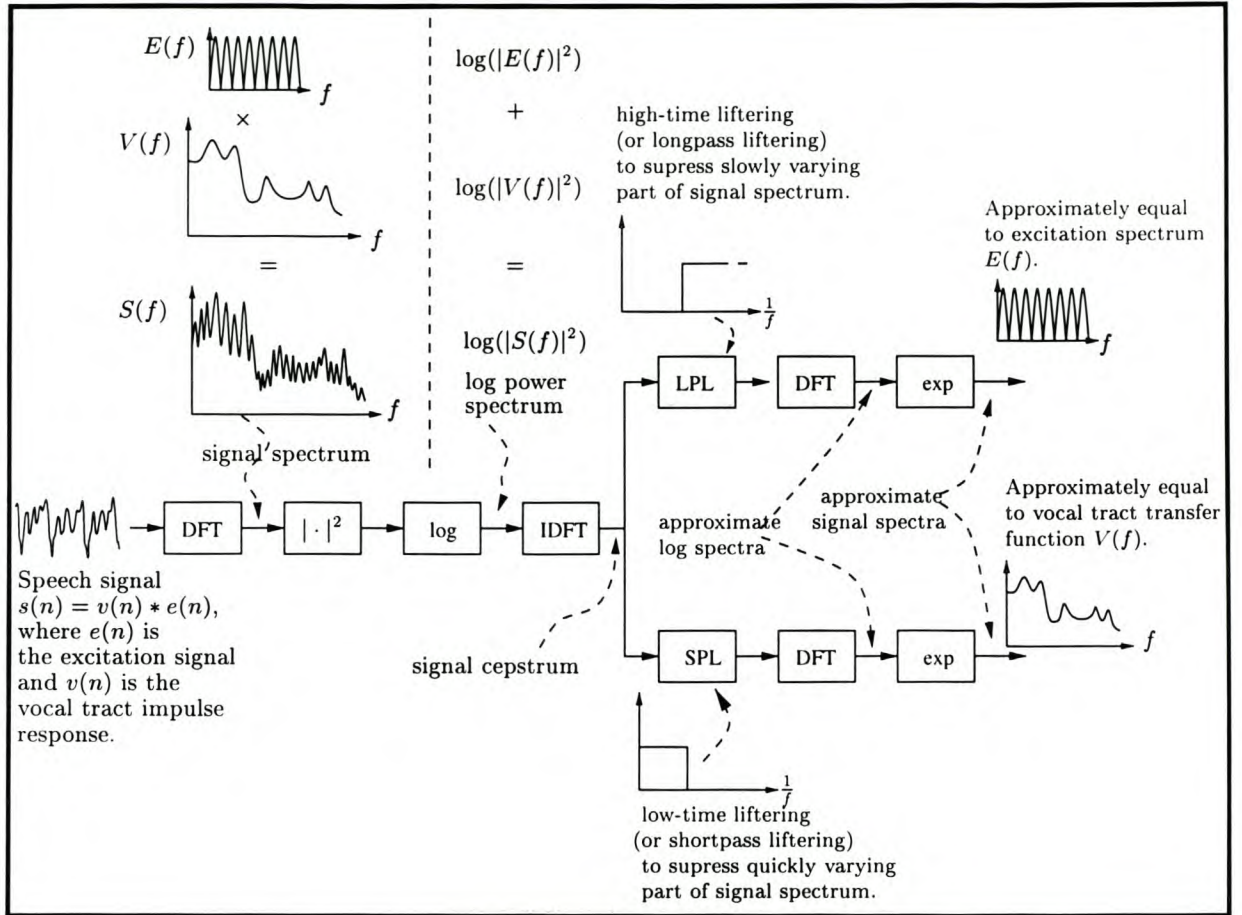 E(f)
f
×
V(f)
f
=
S(f)
f
signal spectrum
log(|E(f)|²)
+
log(|V(f)|²)
=
log(|S(f)|²)
log power
spectrum
high-time liftering
(or longpass liftering)
to supress slowly varying
part of signal spectrum.
1/f
Approximately equal
to excitation spectrum
E(f).
f
LPL
DFT
exp
DFT
| · |²
log
IDFT
approximate
log spectra
approximate
signal spectra
Approximately equal
to vocal tract transfer
function V(f).
f
Speech signal
s(n) = v(n) * e(n),
where e(n) is
the excitation signal
and v(n) is the
vocal tract impulse
response.
signal cepstrum
SPL
DFT
exp
1/f
low-time liftering
(or shortpass liftering)
to supress quickly varying
part of signal spectrum.